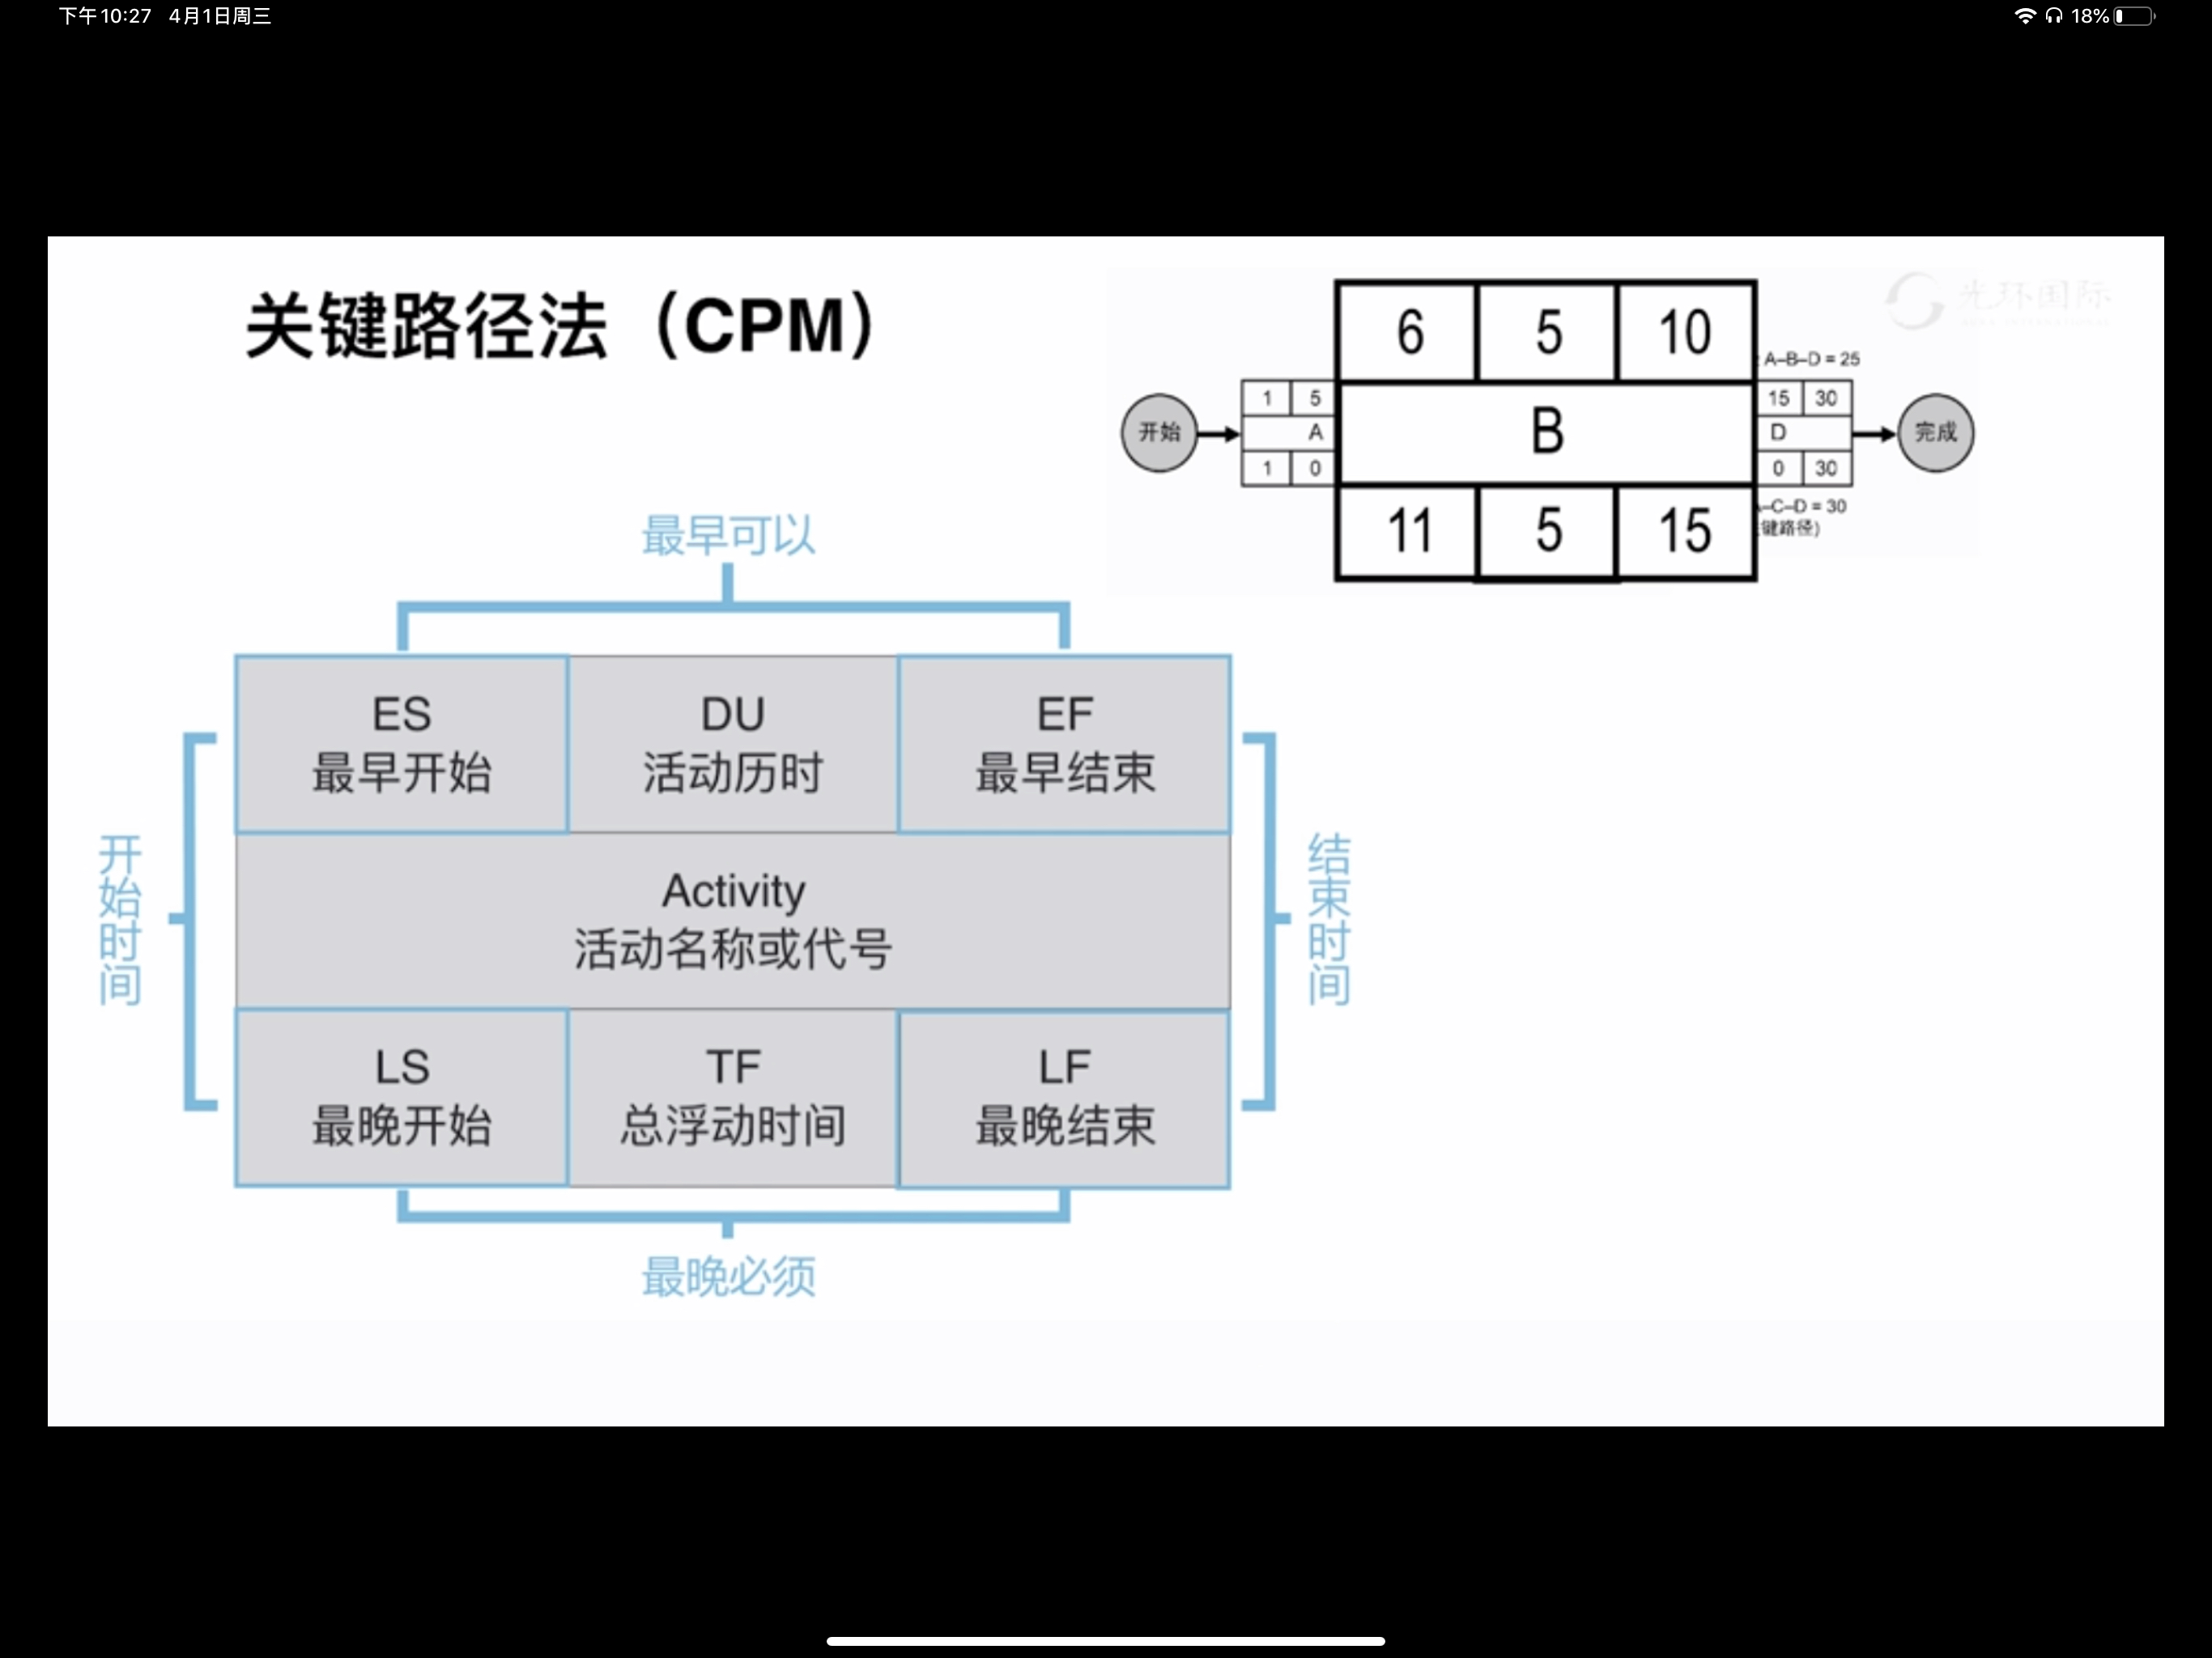 下午10:27 4月1日周三
18%
关键路径法（CPM）
光环国际
6 5 10
A–B–D = 25
1 5
15 30
开始
A
B
D
完成
1 0
0 30
11 5 15
–C–D = 30
键路径)
最早可以
ES
最早开始
DU
活动历时
EF
最早结束
开始时间
Activity
活动名称或代号
结束时间
LS
最晚开始
TF
总浮动时间
LF
最晚结束
最晚必须